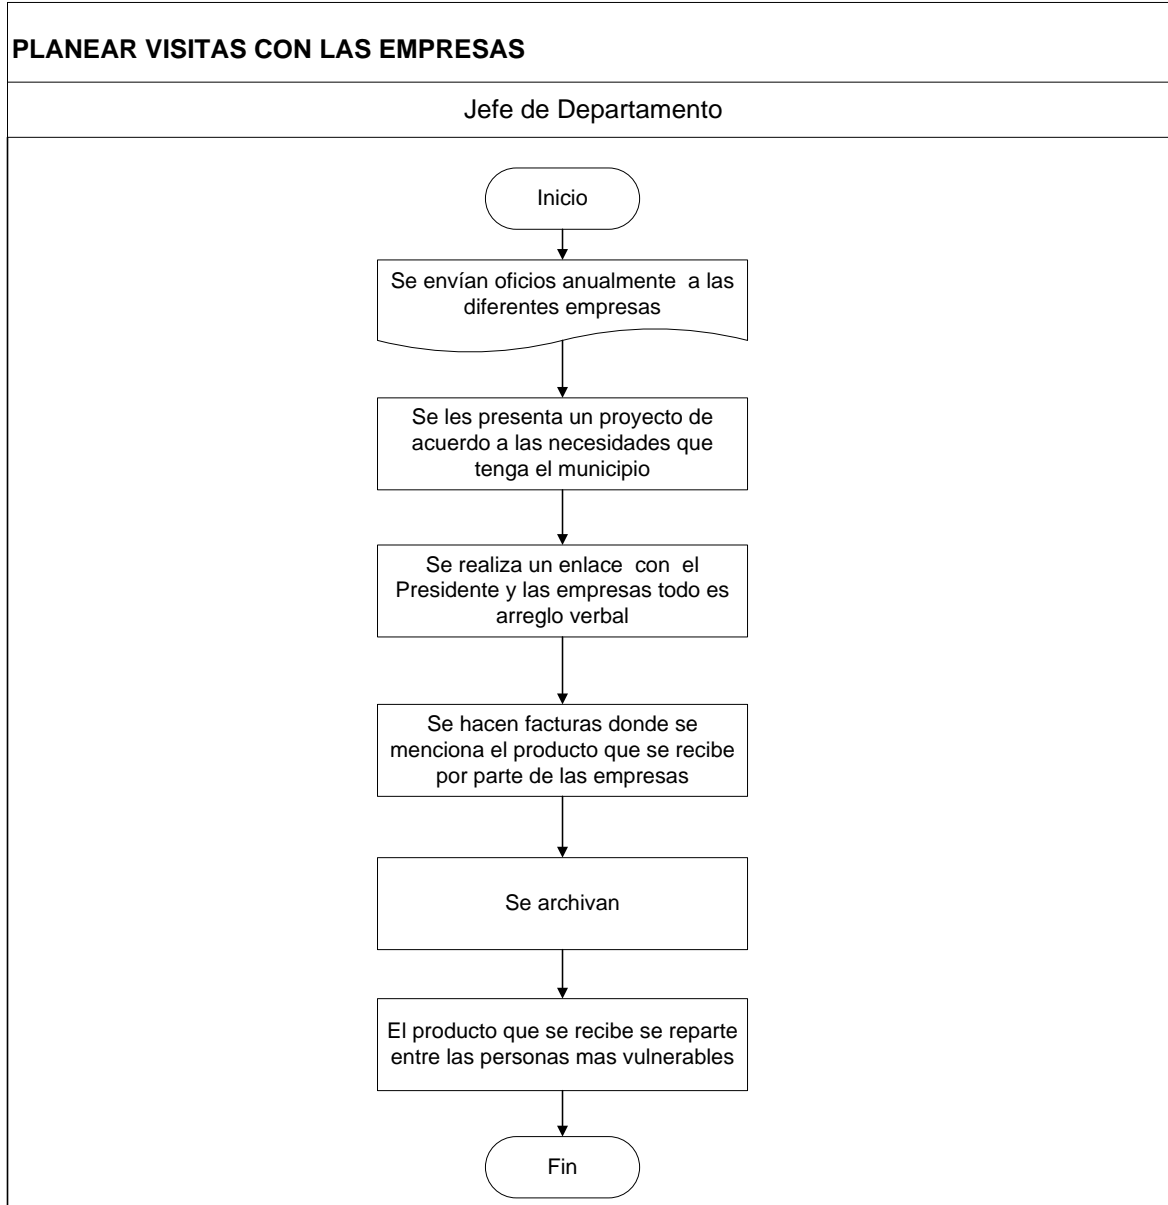 PLANEAR VISITAS CON LAS EMPRESAS
Jefe de Departamento
Inicio
Se envían oficios anualmente  a las
diferentes empresas
Se les presenta un proyecto de
acuerdo a las necesidades que
tenga el municipio
Se realiza un enlace  con  el
Presidente y las empresas todo es
arreglo verbal
Se hacen facturas donde se
menciona el producto que se recibe
por parte de las empresas
Se archivan
El producto que se recibe se reparte
entre las personas mas vulnerables
Fin